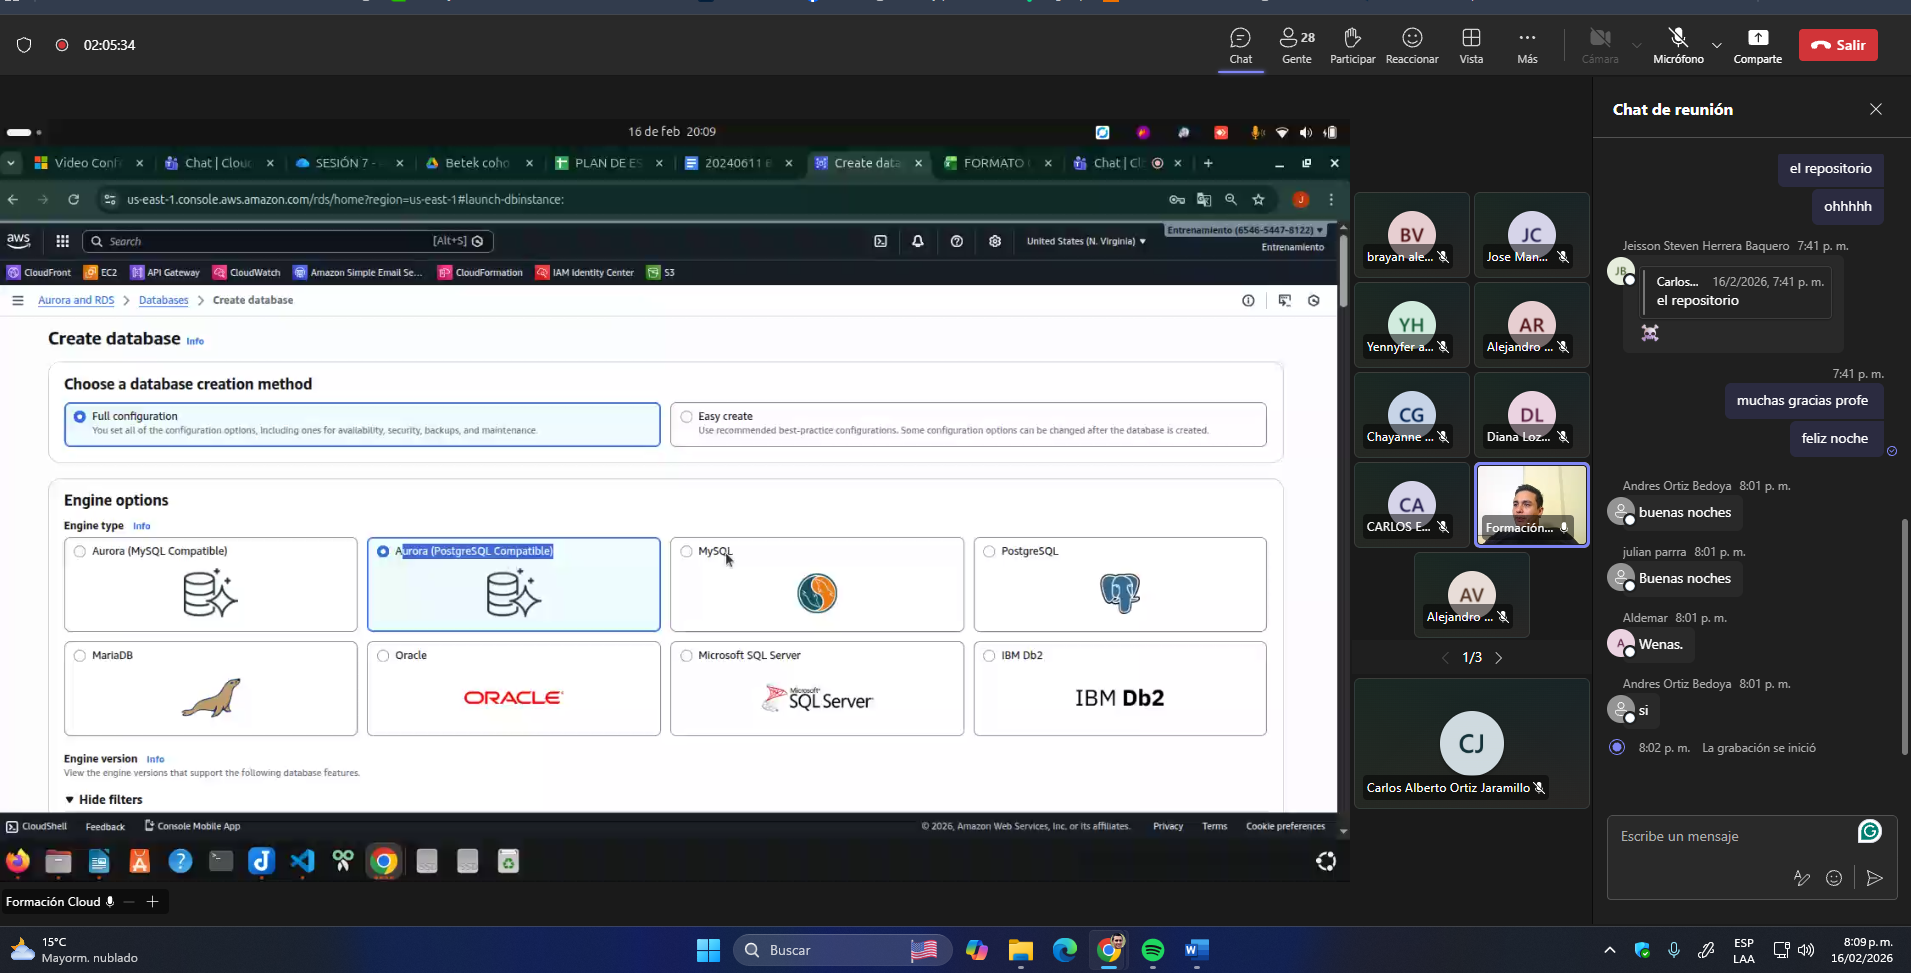 02:05:34
Chat
28
Gente
Participar
Reaccionar
Vista
Más
Cámara
Micrófono
Comparte
Salir
16 de feb 20:09
Video Conf
Chat | Clou
SESIÓN 7 -
Betek coho
PLAN DE ES
20240611 e
Create data
FORMATO
Chat | Cl
us-east-1.console.aws.amazon.com/rds/home?region=us-east-1#launch-dbinstance:
J
aws
Search
[Alt+S]
United States (N. Virginia)
Entrenamiento (6546-5447-8122)
Entrenamiento
CloudFront
EC2
API Gateway
CloudWatch
Amazon Simple Email Se...
CloudFormation
IAM Identity Center
S3
Aurora and RDS
Databases
Create database
Create database Info
Choose a database creation method
Full configuration
You set all of the configuration options, including ones for availability, security, backups, and maintenance.
Easy create
Use recommended best-practice configurations. Some configuration options can be changed after the database is created.
Engine options
Engine type Info
Aurora (MySQL Compatible)
Aurora (PostgreSQL Compatible)
MySQL
PostgreSQL
MariaDB
Oracle
ORACLE
Microsoft SQL Server
Microsoft SQL Server
IBM Db2
IBM Db2
Engine version Info
View the engine versions that support the following database features.
Hide filters
CloudShell
Feedback
Console Mobile App
© 2026, Amazon Web Services, Inc. or its affiliates.
Privacy
Terms
Cookie preferences
Formación Cloud
BV
brayan ale...
JC
Jose Man...
YH
Yennyfer a...
AR
Alejandro ...
CG
Chayanne ...
DL
Diana Loz...
CA
CARLOS E...
Formación...
AV
Alejandro ...
1/3
CJ
Carlos Alberto Ortiz Jaramillo
Chat de reunión
el repositorio
ohhhhh
Jeisson Steven Herrera Baquero 7:41 p. m.
JB
Carlos... 16/2/2026, 7:41 p. m.
el repositorio
7:41 p. m.
muchas gracias profe
feliz noche
Andres Ortiz Bedoya 8:01 p. m.
buenas noches
julian parrra 8:01 p. m.
Buenas noches
Aldemar 8:01 p. m.
A
Wenas.
Andres Ortiz Bedoya 8:01 p. m.
si
8:02 p. m. La grabación se inició
Escribe un mensaje
15°C
Mayorm. nublado
Buscar
ESP
LAA
8:09 p.m.
16/02/2026